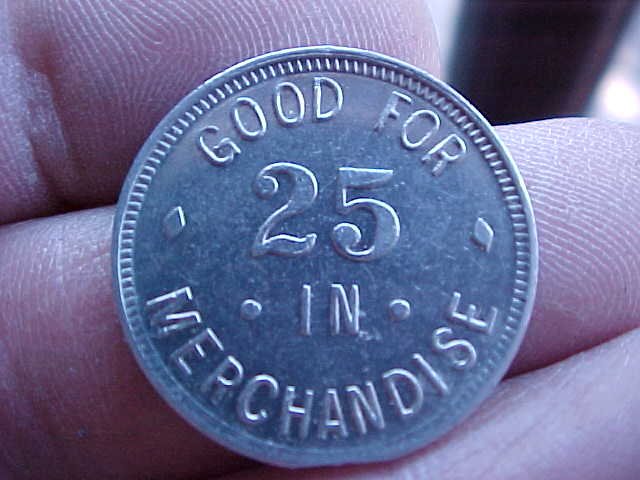 GOOD FOR
25
· IN ·
MERCHANDISE